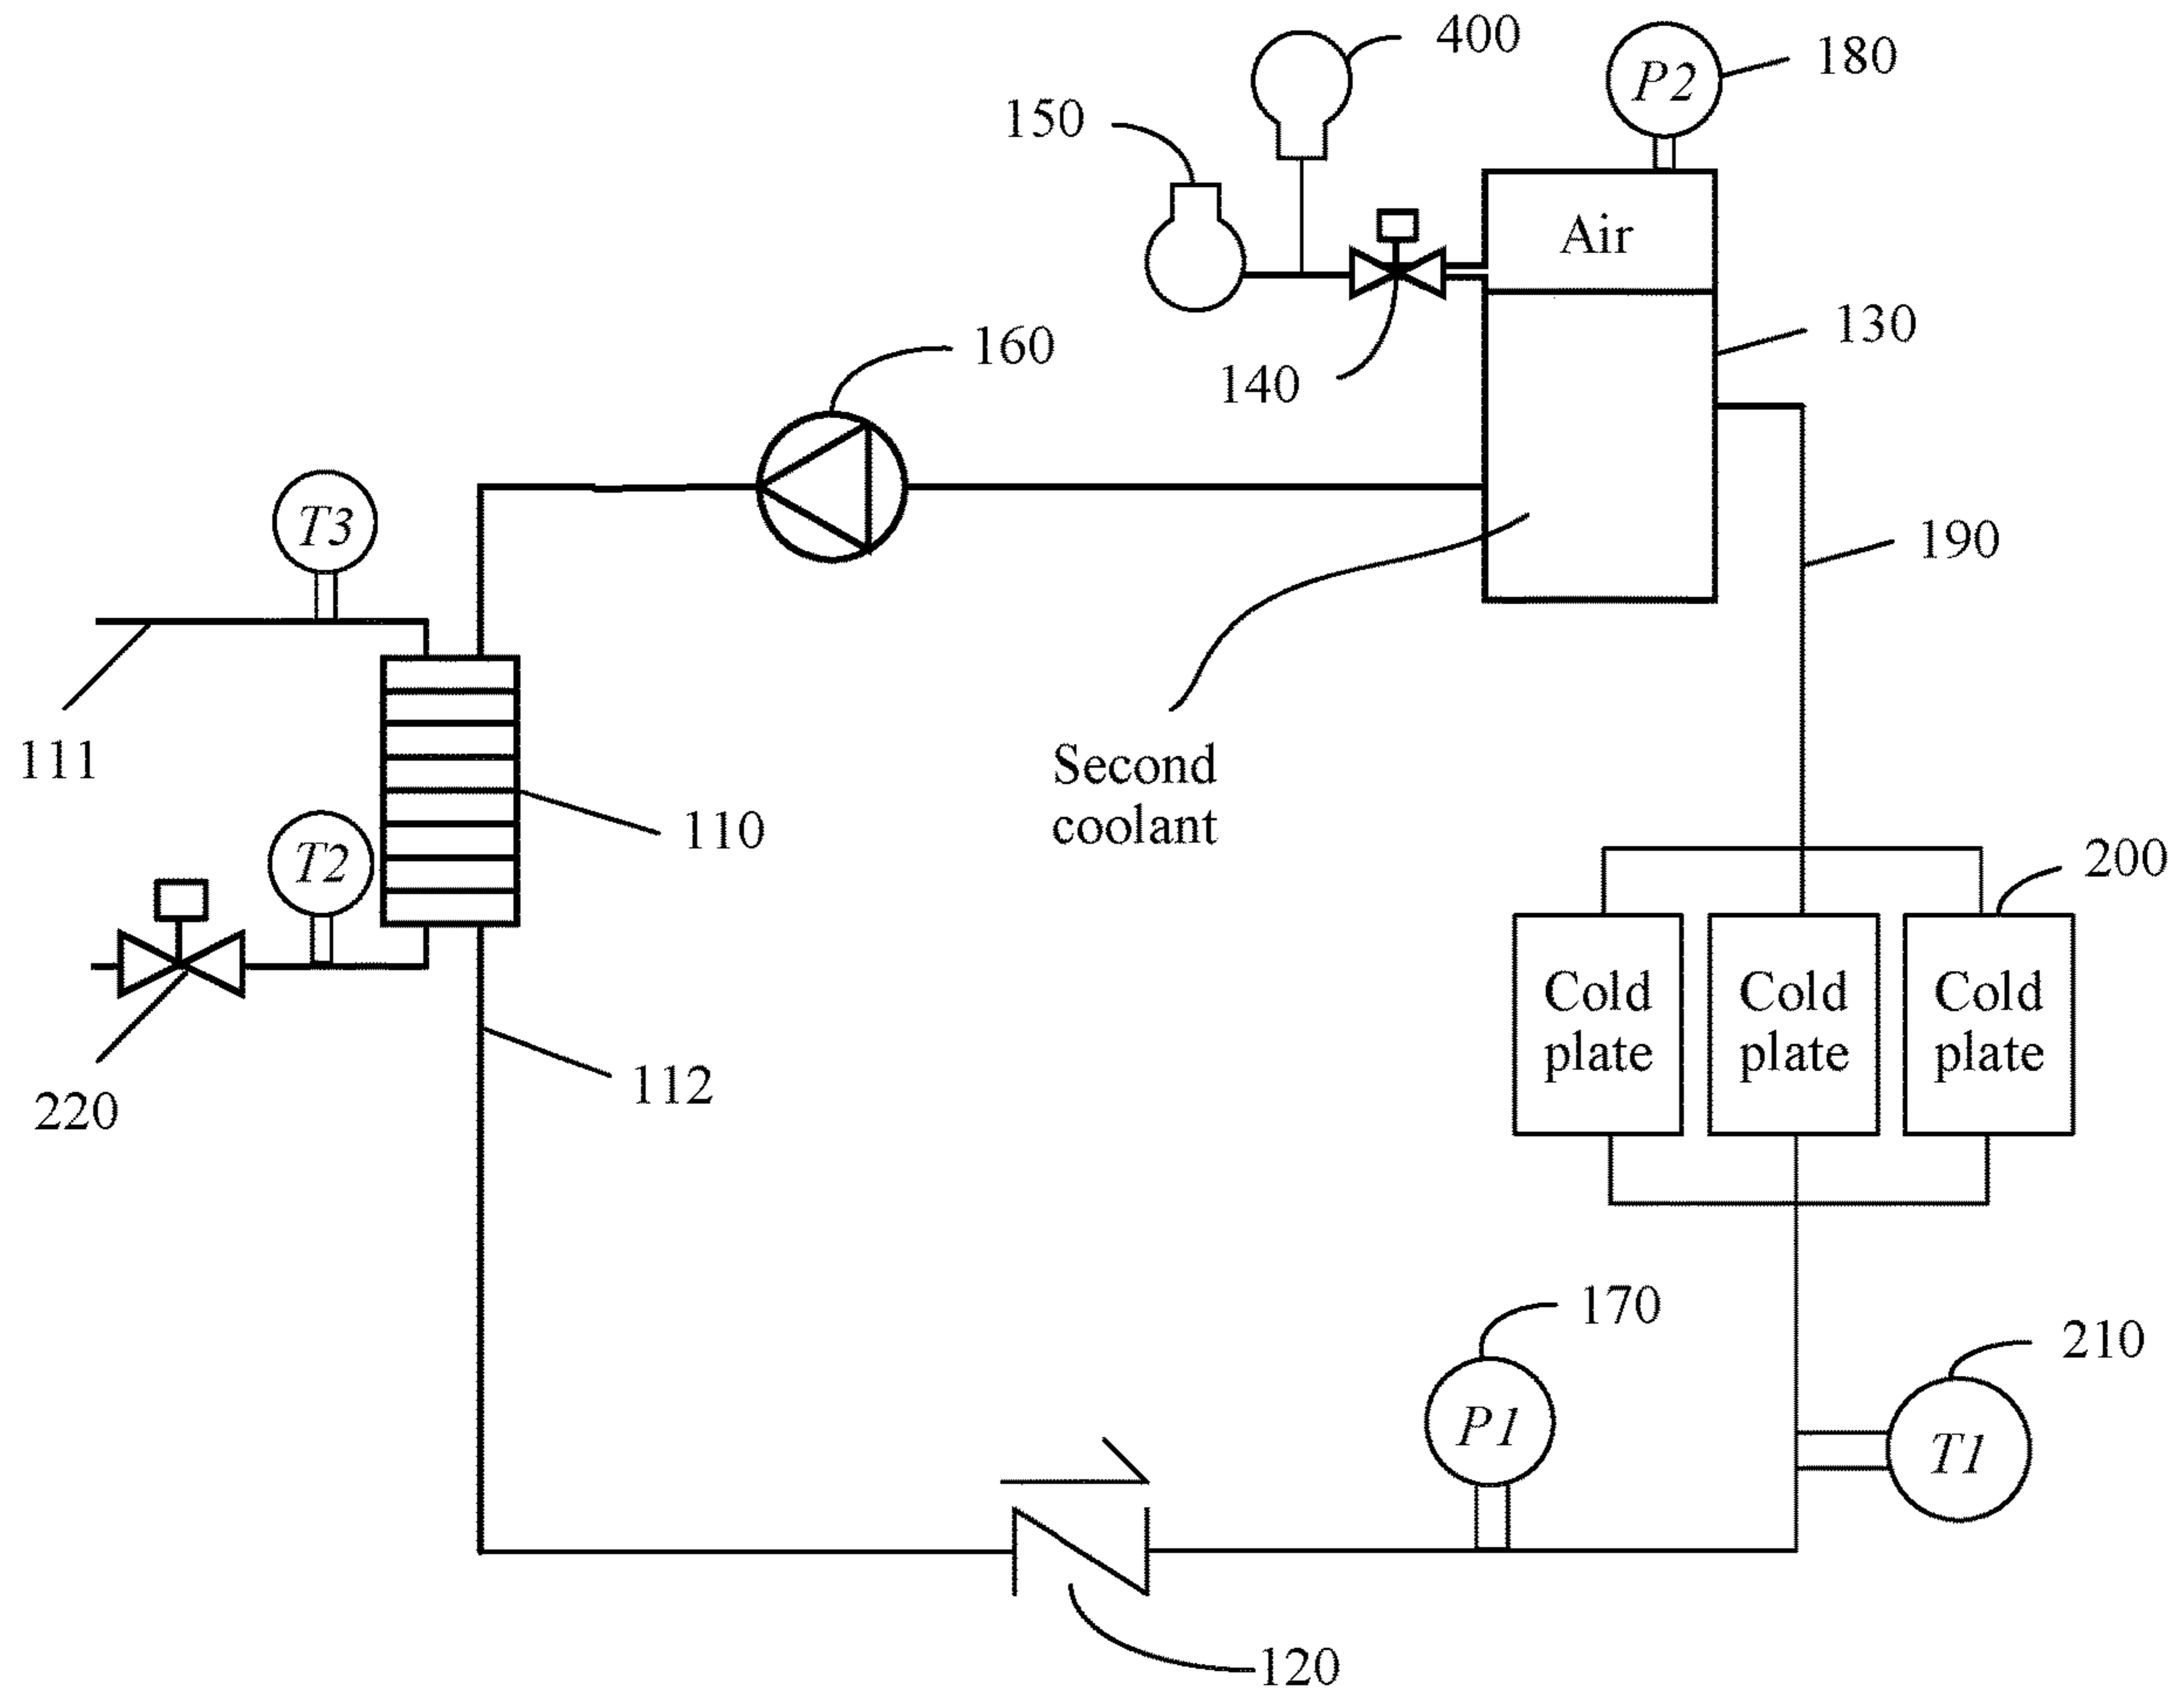 400
P2
180
150
Air
130
160
140
T3
190
111
Second
coolant
110
T2
200
Cold
plate
Cold
plate
Cold
plate
112
220
170
210
P1
T1
120